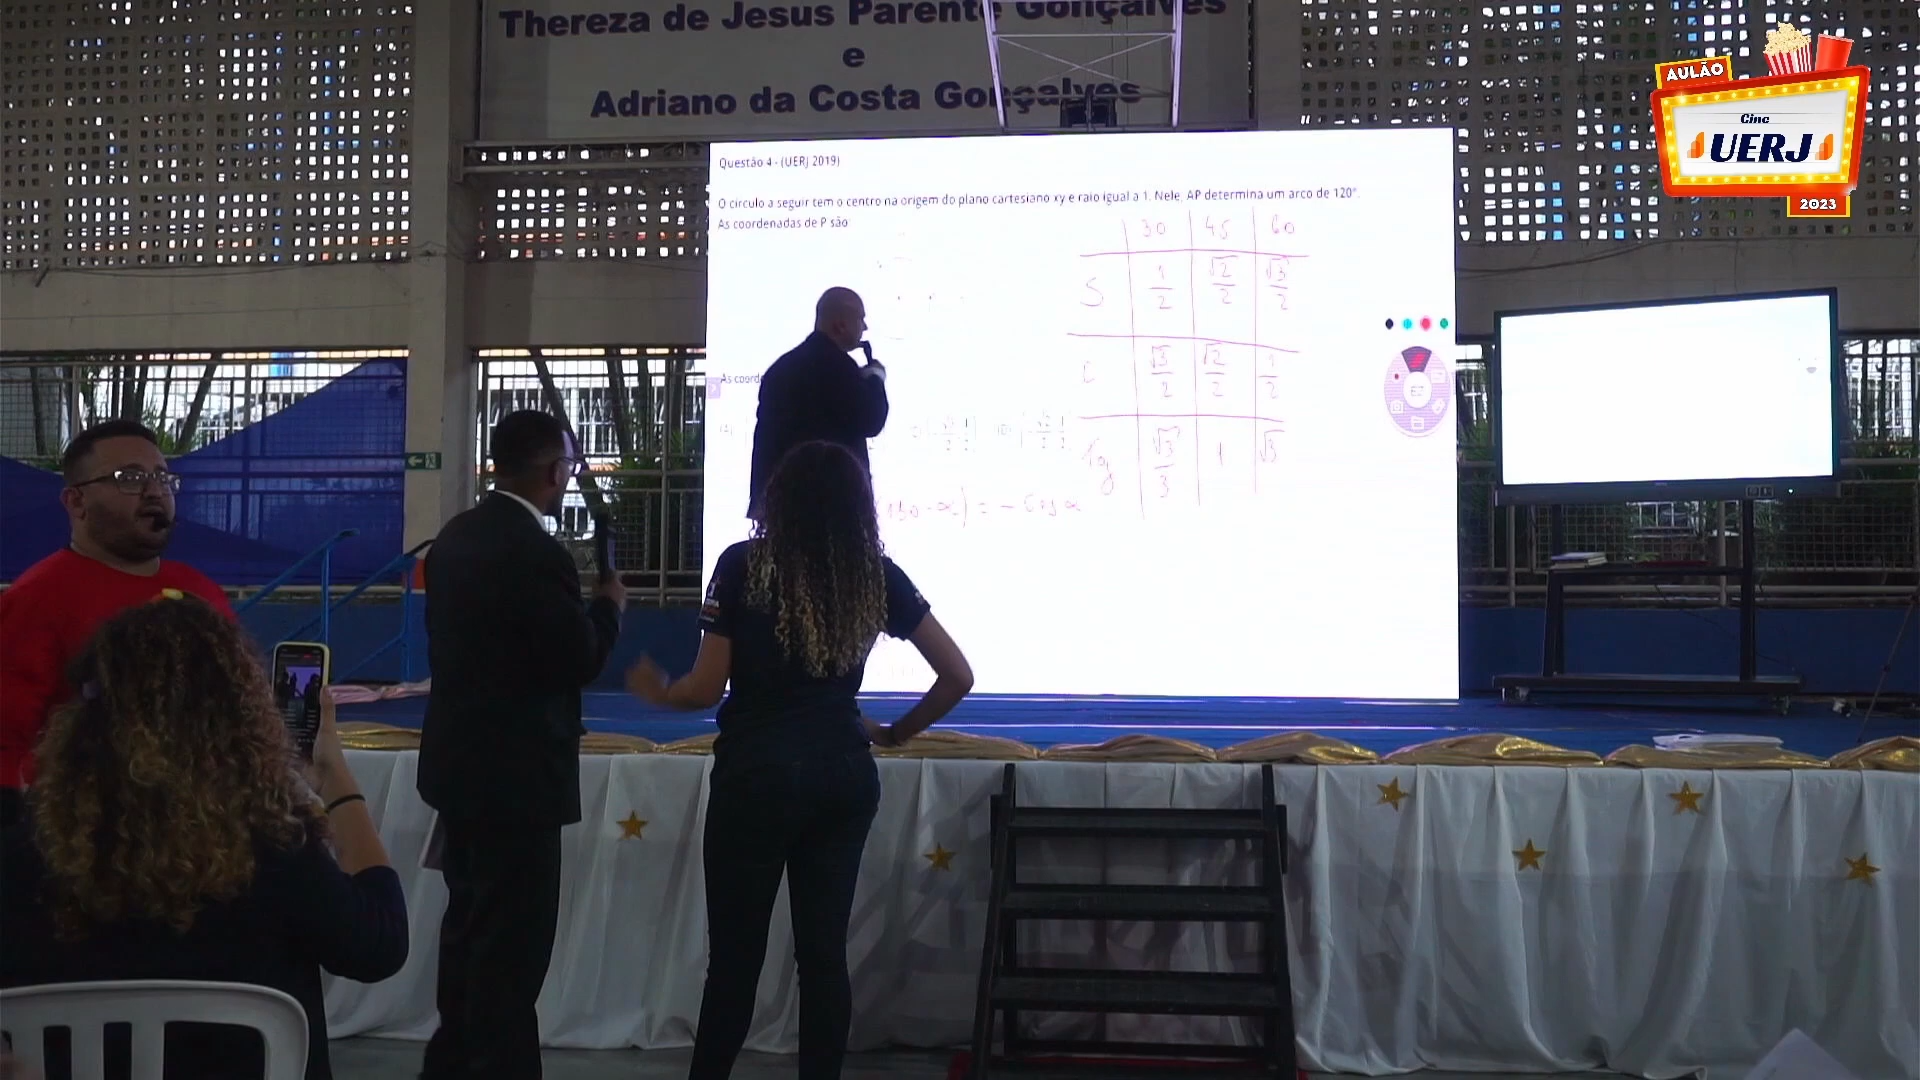 Thereza de Jesus Parente Gonçalves
e
Adriano da Costa Gonçalves
AULÃO
Cine
UERJ
2023
Questão 4 - (UERJ 2019)
O círculo a seguir tem o centro na origem do plano cartesiano xy e raio igual a 1. Nele, AP determina um arco de 120°.
As coordenadas de P são
30 45 60
S 1/2 √2/2 √3/2
C √3/2 √2/2 1/2
Tg √3/3 1 √3
As